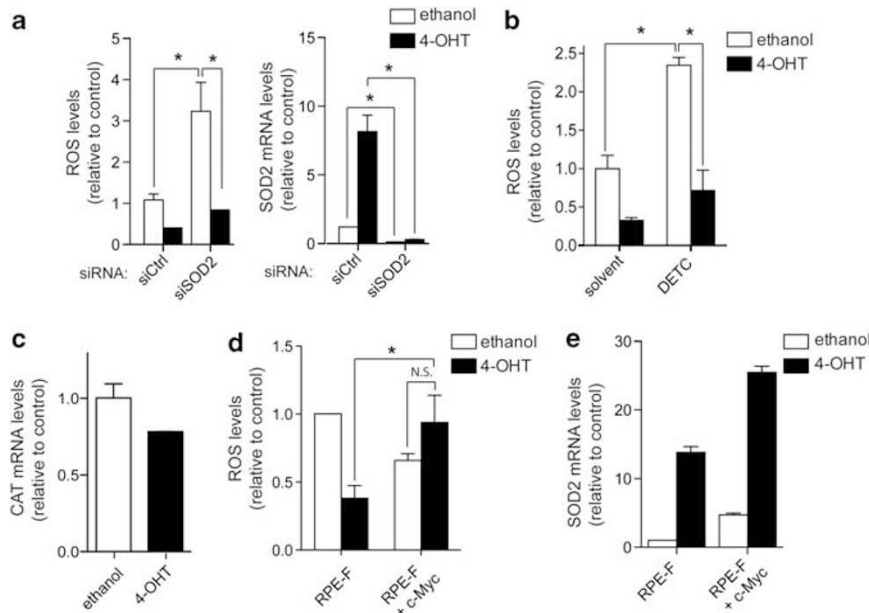 a
ethanol
4-OHT
ROS levels
(relative to control)
5
4
3
2
1
0
*
*
siRNA:
siCtrl
siSOD2
SOD2 mRNA levels
(relative to control)
15
10
5
0
*
*
siRNA:
siCtrl
siSOD2
b
ethanol
4-OHT
ROS levels
(relative to control)
2.5
2.0
1.5
1.0
0.5
0.0
*
*
solvent
DETC
c
CAT mRNA levels
(relative to control)
1.0
0.5
0.0
ethanol
4-OHT
d
ethanol
4-OHT
ROS levels
(relative to control)
1.5
1.0
0.5
0.0
*
N.S.
RPE-F
RPE-F
+ c-Myc
e
ethanol
4-OHT
SOD2 mRNA levels
(relative to control)
30
20
10
0
RPE-F
RPE-F
+ c-Myc